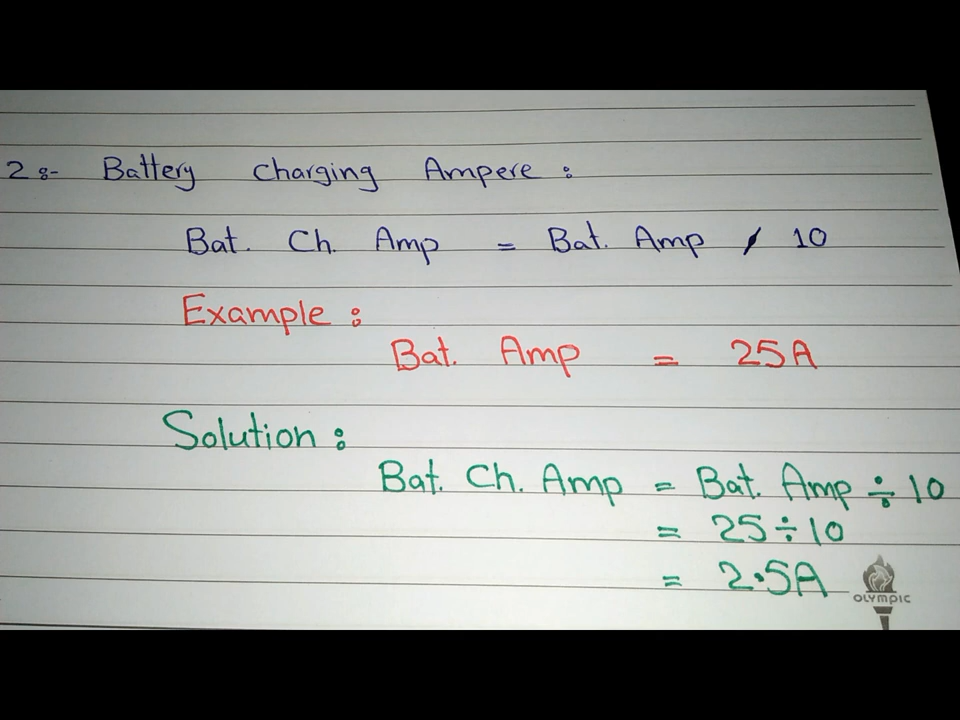 2:- Battery Charging Ampere :
Bat. Ch. Amp = Bat. Amp / 10
Example :
Bat. Amp = 25A
Solution :
Bat. Ch. Amp = Bat. Amp ÷ 10
= 25 ÷ 10
= 2.5A
OLYMPIC